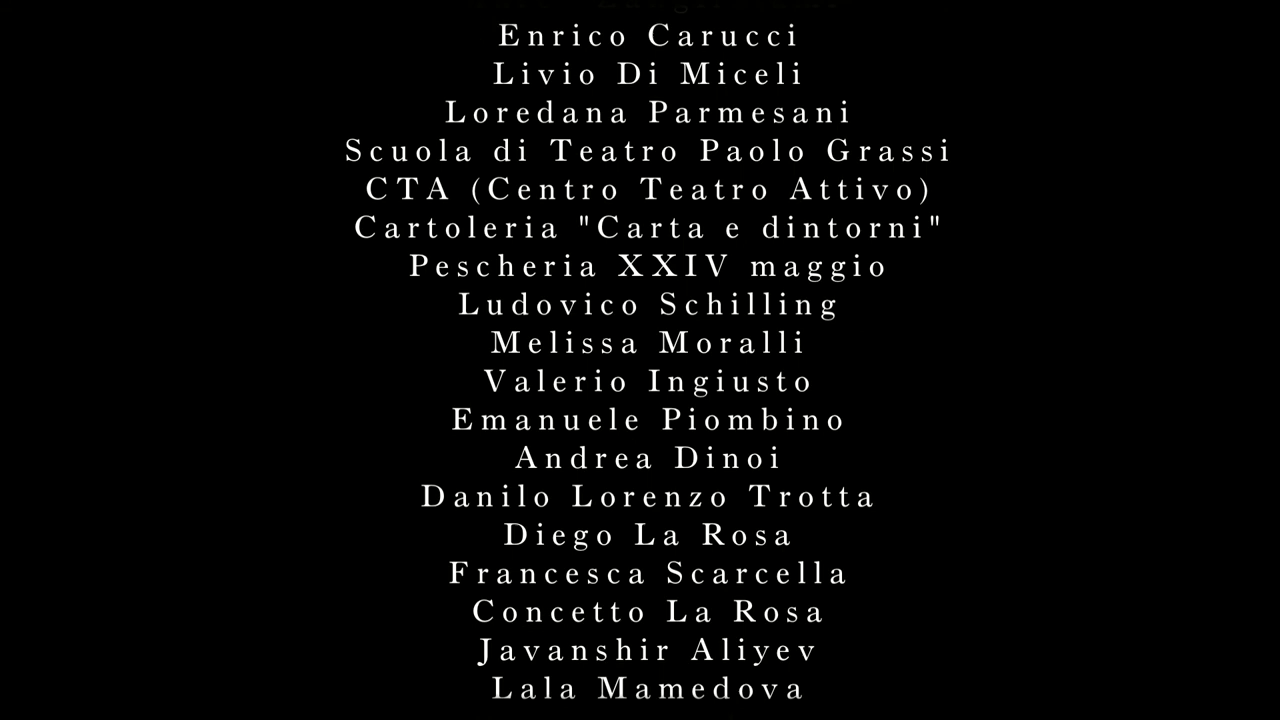 Enrico Carucci
Livio Di Miceli
Loredana Parmesani
Scuola di Teatro Paolo Grassi
CTA (Centro Teatro Attivo)
Cartoleria "Carta e dintorni"
Pescheria XXIV maggio
Ludovico Schilling
Melissa Moralli
Valerio Ingiusto
Emanuele Piombino
Andrea Dinoi
Danilo Lorenzo Trotta
Diego La Rosa
Francesca Scarcella
Concetto La Rosa
Javanshir Aliyev
Lala Mamedova